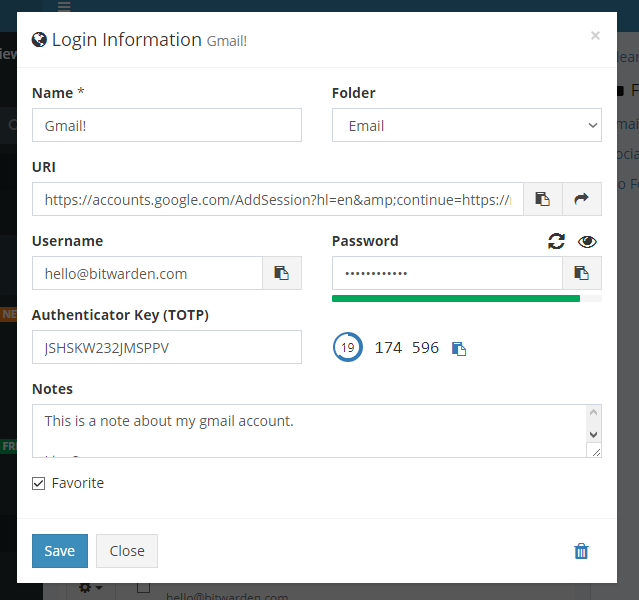 Login Information Gmail!
×
Name *
Folder
Gmail!
Email
URI
https://accounts.google.com/AddSession?hl=en&amp;continue=https://
Username
Password
hello@bitwarden.com
••••••••••••
Authenticator Key (TOTP)
JSHSKW232JMSPPV
19
174 596
Notes
This is a note about my gmail account.
Favorite
Save
Close
hello@bitwarden.com